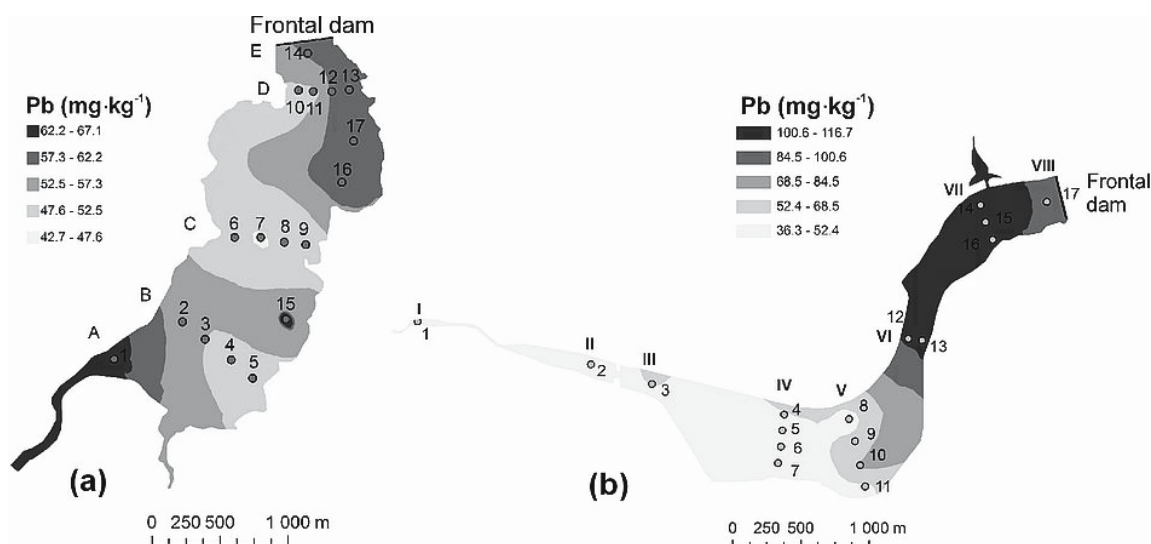 Frontal dam
E
14
D
12 13
10 11
Pb (mg·kg⁻¹)
62.2 - 67.1
57.3 - 62.2
52.5 - 57.3
47.6 - 52.5
42.7 - 47.6
17
16
C
6 7 8 9
B
2
3
15
A
1
4
5
(a)
0 250 500 1 000 m
Pb (mg·kg⁻¹)
100.6 - 116.7
84.5 - 100.6
68.5 - 84.5
52.4 - 68.5
36.3 - 52.4
VII
VIII
Frontal
dam
17
14
15
16
12
VI
13
I
1
II
2
III
3
IV
V
4
5
6
7
8
9
10
11
(b)
0 250 500 1 000 m